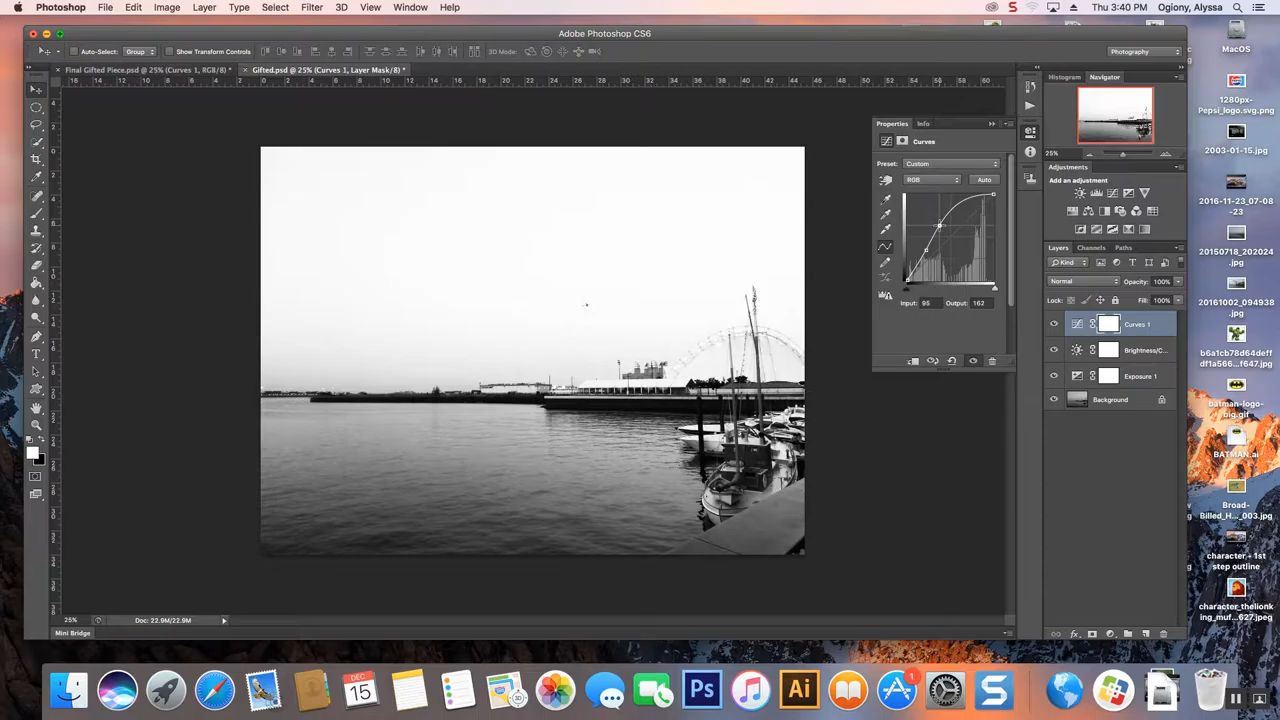 Photoshop File Edit Image Layer Type Select Filter 3D View Window Help Thu 3:40 PM Ogiony, Alyssa
Adobe Photoshop CS6
Auto-Select: Group Show Transform Controls 3D Mode: Photography
Final Gifted Piece.psd @ 25% (Curves 1, RGB/8) * Gifted.psd @ 25% (Curves 1, Layer Mask/8) *
Histogram Navigator
25%
Properties Info
Curves
Preset: Custom
RGB Auto
Input: 95 Output: 162
Adjustments
Add an adjustment
Layers Channels Paths
Kind
Normal Opacity: 100%
Lock: Fill: 100%
Curves 1
Brightness/C...
Exposure 1
Background
25% Doc: 22.9M/22.9M
Mini Bridge
MacOS
1280px-
Pepsi_logo.svg.png
2003-01-15.jpg
2016-11-23_07-08
-23
20150718_202024
.jpg
20161002_094938
.jpg
b6a1cb78d64deff
df1a566...f647.jpg
batman-logo-
big.gif
BATMAN.ai
Broad-
Billed_H..._003.jpg
character - 1st
step outline
character_thelionk
ing_muf...627.jpeg
DEC
15
Ps
Ai
1
S